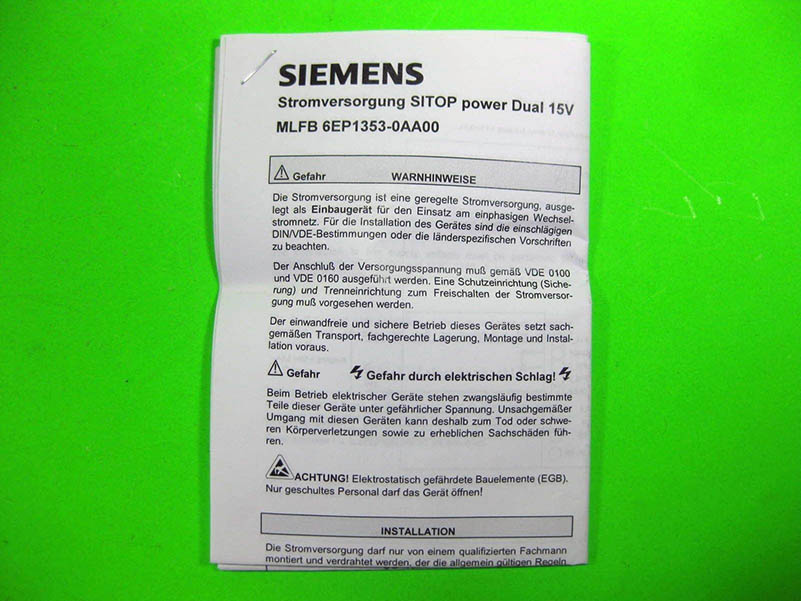 SIEMENS
Stromversorgung SITOP power Dual 15V
MLFB 6EP1353-0AA00
Gefahr WARNHINWEISE
Die Stromversorgung ist eine geregelte Stromversorgung, ausge-
legt als Einbaugerät für den Einsatz am einphasigen Wechsel-
stromnetz. Für die Installation des Gerätes sind die einschlägigen
DIN/VDE-Bestimmungen oder die länderspezifischen Vorschriften
zu beachten.
Der Anschluß der Versorgungsspannung muß gemäß VDE 0100
und VDE 0160 ausgeführt werden. Eine Schutzeinrichtung (Siche-
rung) und Trenneinrichtung zum Freischalten der Stromversor-
gung muß vorgesehen werden.
Der einwandfreie und sichere Betrieb dieses Gerätes setzt sach-
gemäßen Transport, fachgerechte Lagerung, Montage und Instal-
lation voraus.
Gefahr Gefahr durch elektrischen Schlag!
Beim Betrieb elektrischer Geräte stehen zwangsläufig bestimmte
Teile dieser Geräte unter gefährlicher Spannung. Unsachgemäßer
Umgang mit diesen Geräten kann deshalb zum Tod oder schwe-
ren Körperverletzungen sowie zu erheblichen Sachschäden füh-
ren.
ACHTUNG! Elektrostatisch gefährdete Bauelemente (EGB).
Nur geschultes Personal darf das Gerät öffnen!
INSTALLATION
Die Stromversorgung darf nur von einem qualifizierten Fachmann
montiert und verdrahtet werden, der die allgemein gültigen Regeln